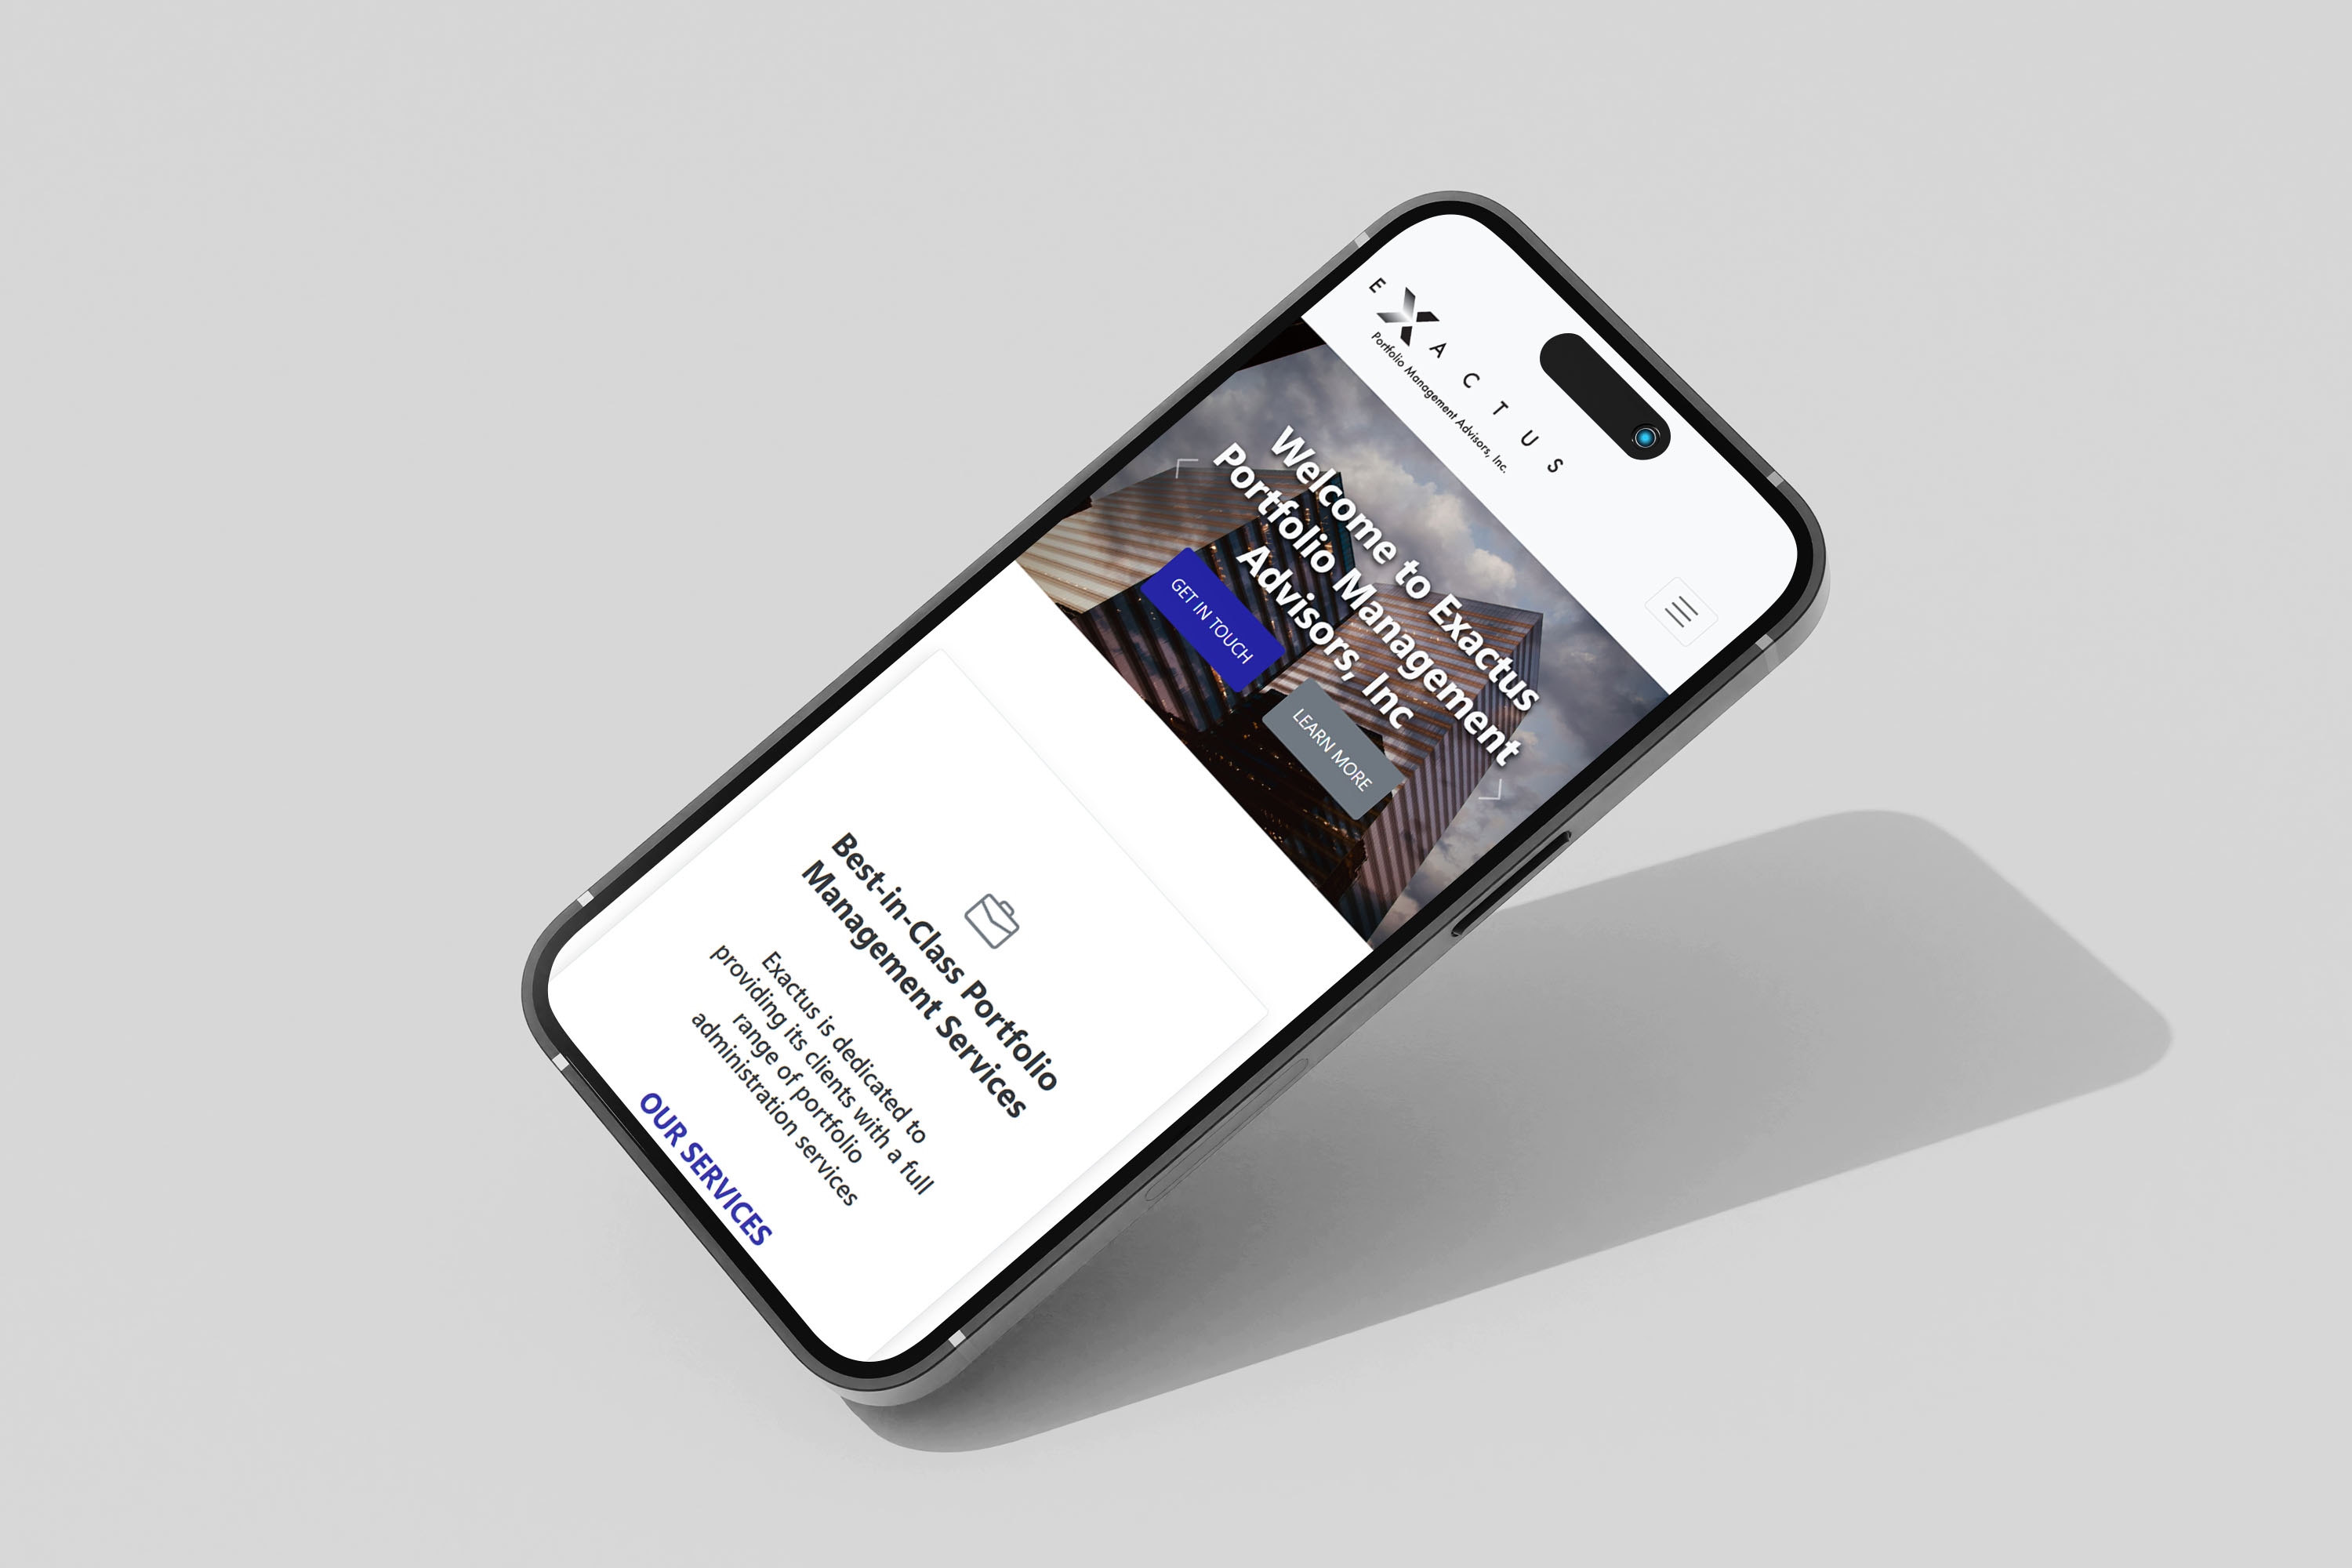 EXACTUS
Portfolio Management Advisors, Inc.
Welcome to Exactus
Portfolio Management
Advisors, Inc
GET IN TOUCH
LEARN MORE
Best-in-Class Portfolio
Management Services
Exactus is dedicated to
providing its clients with a full
range of portfolio
administration services
OUR SERVICES